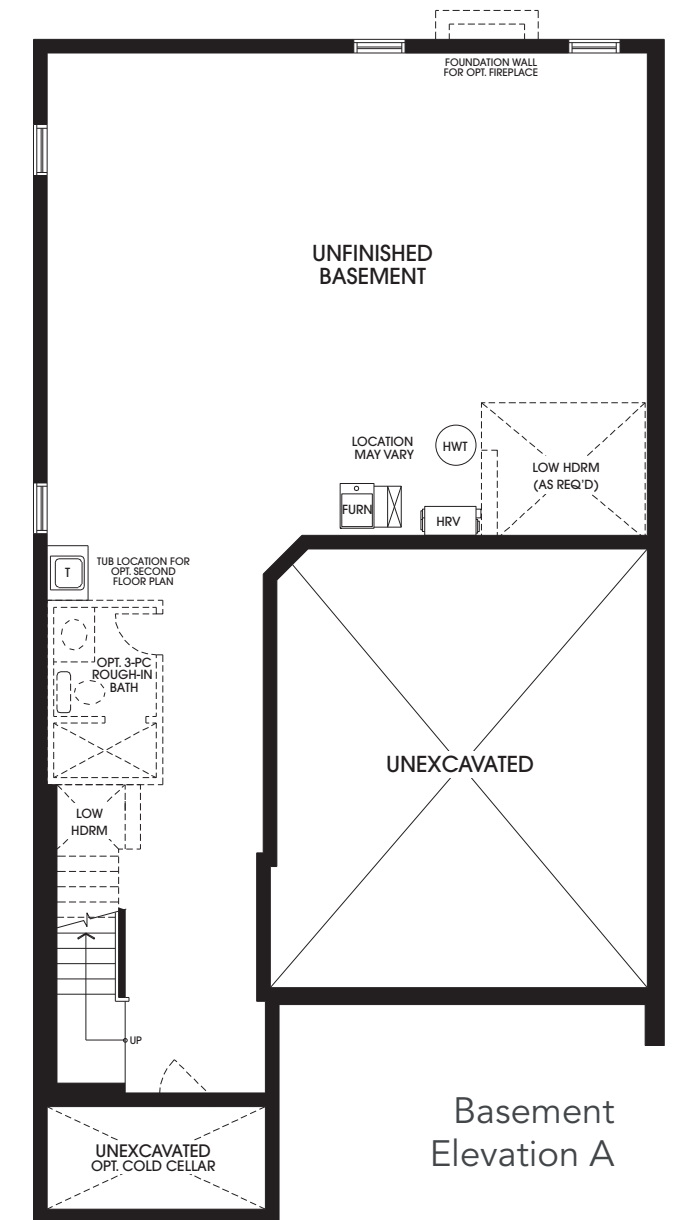 FOUNDATION WALL
FOR OPT. FIREPLACE
UNFINISHED
BASEMENT
LOCATION
MAY VARY
HWT
LOW HDRM
(AS REQ'D)
FURN
HRV
T
TUB LOCATION FOR
OPT. SECOND
FLOOR PLAN
OPT. 3-PC
ROUGH-IN
BATH
UNEXCAVATED
LOW
HDRM
UP
Basement
Elevation A
UNEXCAVATED
OPT. COLD CELLAR